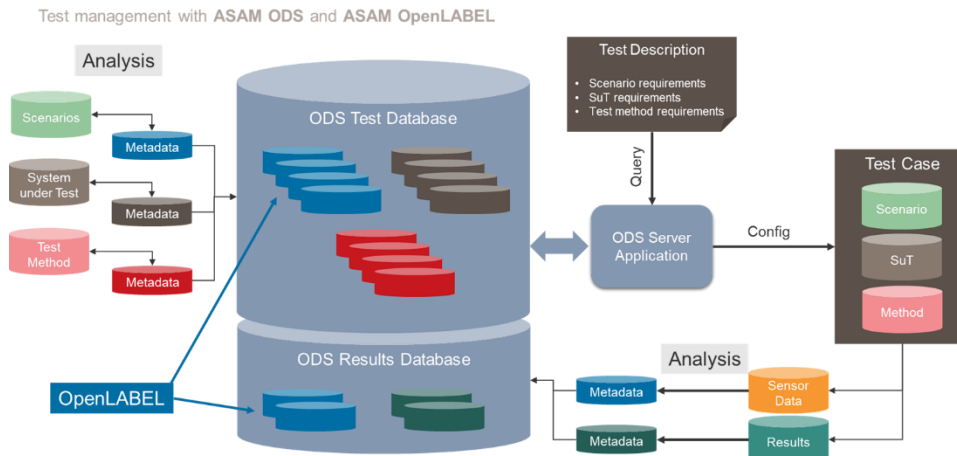 Test management with ASAM ODS and ASAM OpenLABEL
Analysis
Scenarios
Metadata
System
under Test
Metadata
Test
Method
Metadata
OpenLABEL
ODS Test Database
ODS Results Database
Test Description
• Scenario requirements
• SuT requirements
• Test method requirements
Query
ODS Server
Application
Config
Test Case
Scenario
SuT
Method
Analysis
Metadata
Sensor
Data
Metadata
Results